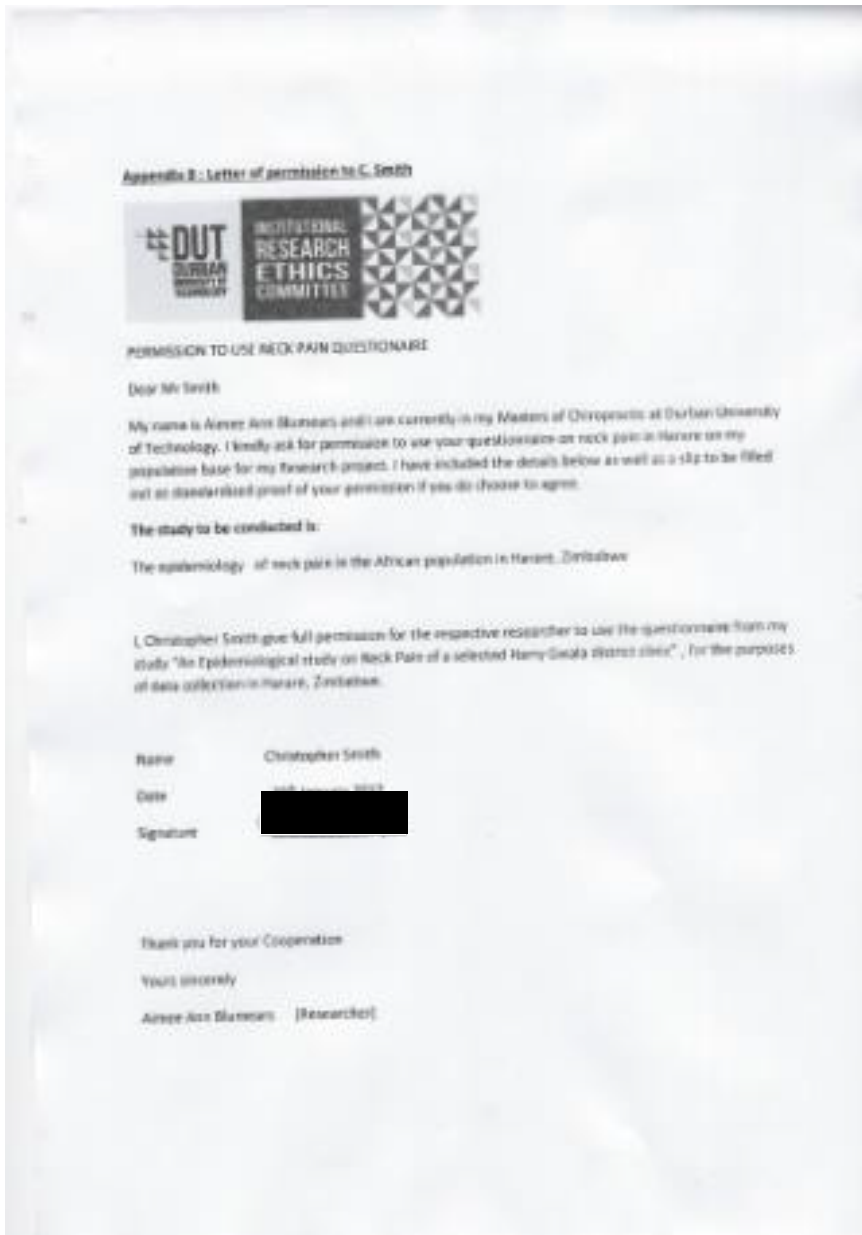 Appendix B : Letter of permission to C. Smith
DUT
DURBAN
UNIVERSITY OF
TECHNOLOGY
INSTITUTIONAL
RESEARCH
ETHICS
COMMITTEE
PERMISSION TO USE NECK PAIN QUESTIONAIRE
Dear Mr Smith
My name is Aimee Ann Blumears and I am currently in my Masters of Chiropractic at Durban University
of Technology. I kindly ask for permission to use your questionnaire on neck pain in Harare on my
population base for my Research project. I have included the details below as well as a slip to be filled
out as standardised proof of your permission if you do choose to agree.
The study to be conducted is:
The epidemiology of neck pain in the African population in Harare, Zimbabwe
I, Christopher Smith give full permission for the respective researcher to use the questionnaire from my
study "An Epidemiological study on Neck Pain of a selected Harry Gwala district clinic" , for the purposes
of data collection in Harare, Zimbabwe.
Name Christopher Smith
Date
Signature
Thank you for your Cooperation
Yours sincerely
Aimee Ann Blumears (Researcher)